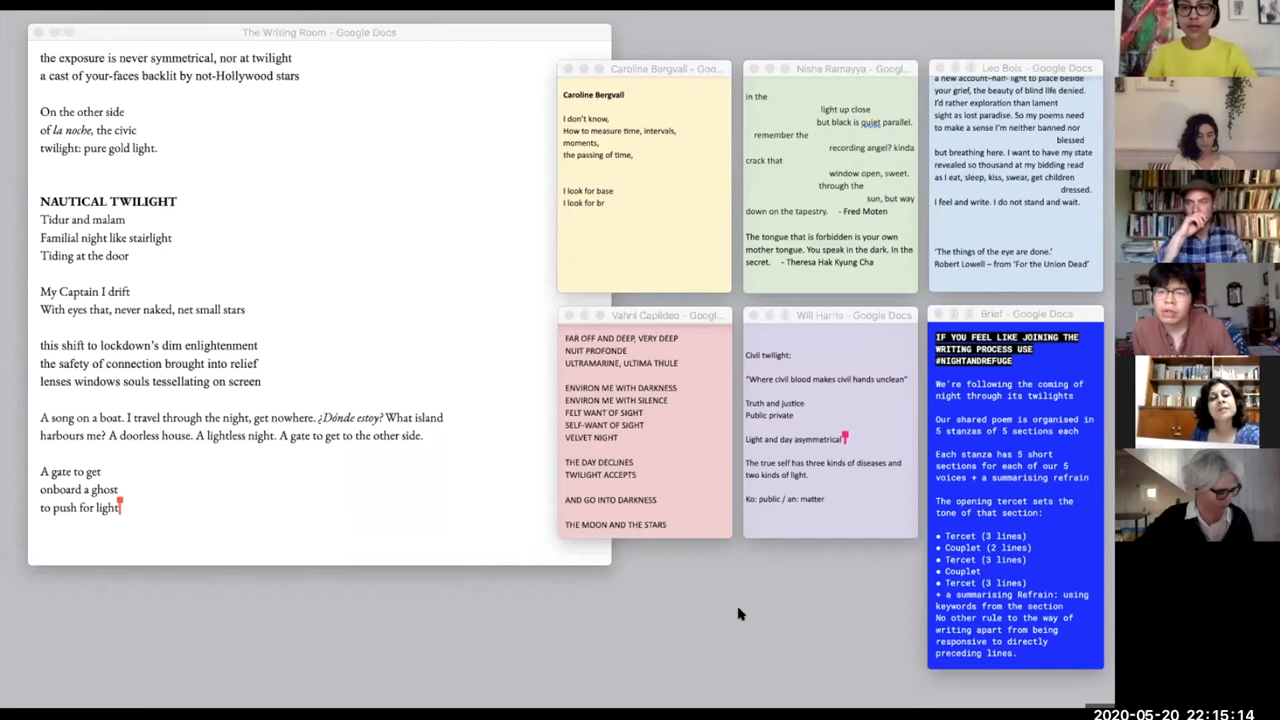 The Writing Room - Google Docs
the exposure is never symmetrical, nor at twilight
a cast of your-faces backlit by not-Hollywood stars
On the other side
of la noche, the civic
twilight: pure gold light.
NAUTICAL TWILIGHT
Tidur and malam
Familial night like stairlight
Tiding at the door
My Captain I drift
With eyes that, never naked, net small stars
this shift to lockdown's dim enlightenment
the safety of connection brought into relief
lenses windows souls tessellating on screen
A song on a boat. I travel through the night, get nowhere. ¿Dónde estoy? What island
harbours me? A doorless house. A lightless night. A gate to get to the other side.
A gate to get
onboard a ghost
to push for light
Caroline Bergvall - Goo...
Caroline Bergvall
I don't know,
How to measure time, intervals,
moments,
the passing of time,
I look for base
I look for br
Nisha Ramayya - Googl...
in the
light up close
but black is quiet parallel.
remember the
recording angel? kinda
crack that
window open, sweet.
through the
sun, but way
down on the tapestry. - Fred Moten
The tongue that is forbidden is your own
mother tongue. You speak in the dark. In the
secret. - Theresa Hak Kyung Cha
Leo Boix - Google Docs
a new account–half- light to place beside
your grief, the beauty of blind life denied.
I'd rather exploration than lament
sight as lost paradise. So my poems need
to make a sense I'm neither banned nor
blessed
but breathing here. I want to have my state
revealed so thousand at my bidding read
as I eat, sleep, kiss, swear, get children
dressed.
I feel and write. I do not stand and wait.
'The things of the eye are done.'
Robert Lowell – from 'For the Union Dead'
Vahni Capildeo - Googl...
FAR OFF AND DEEP, VERY DEEP
NUIT PROFONDE
ULTRAMARINE, ULTIMA THULE
ENVIRON ME WITH DARKNESS
ENVIRON ME WITH SILENCE
FELT WANT OF SIGHT
SELF-WANT OF SIGHT
VELVET NIGHT
THE DAY DECLINES
TWILIGHT ACCEPTS
AND GO INTO DARKNESS
THE MOON AND THE STARS
Will Harris - Google Docs
Civil twilight:
"Where civil blood makes civil hands unclean"
Truth and justice
Public private
Light and day asymmetrical
The true self has three kinds of diseases and
two kinds of light.
Ko: public / an: matter
Brief - Google Docs
IF YOU FEEL LIKE JOINING THE
WRITING PROCESS USE
#NIGHTANDREFUGE
We're following the coming of
night through its twilights
Our shared poem is organised in
5 stanzas of 5 sections each
Each stanza has 5 short
sections for each of our 5
voices + a summarising refrain
The opening tercet sets the
tone of that section:
● Tercet (3 lines)
● Couplet (2 lines)
● Tercet (3 lines)
● Couplet
● Tercet (3 lines)
+ a summarising Refrain: using
keywords from the section
No other rule to the way of
writing apart from being
responsive to directly
preceding lines.
2020-05-20 22:15:14